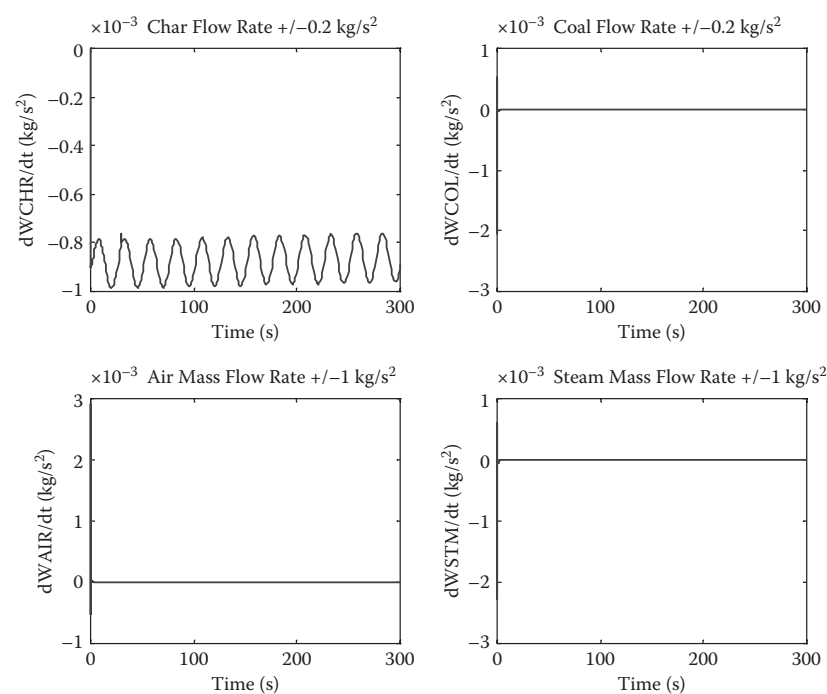 ×10−3 Char Flow Rate +/−0.2 kg/s2
0
−0.2
−0.4
−0.6
−0.8
−1
dWCHR/dt (kg/s2)
0 100 200 300
Time (s)
×10−3 Coal Flow Rate +/−0.2 kg/s2
1
0
−1
−2
−3
dWCOL/dt (kg/s2)
0 100 200 300
Time (s)
×10−3 Air Mass Flow Rate +/−1 kg/s2
3
2
1
0
−1
dWAIR/dt (kg/s2)
0 100 200 300
Time (s)
×10−3 Steam Mass Flow Rate +/−1 kg/s2
1
0
−1
−2
−3
dWSTM/dt (kg/s2)
0 100 200 300
Time (s)